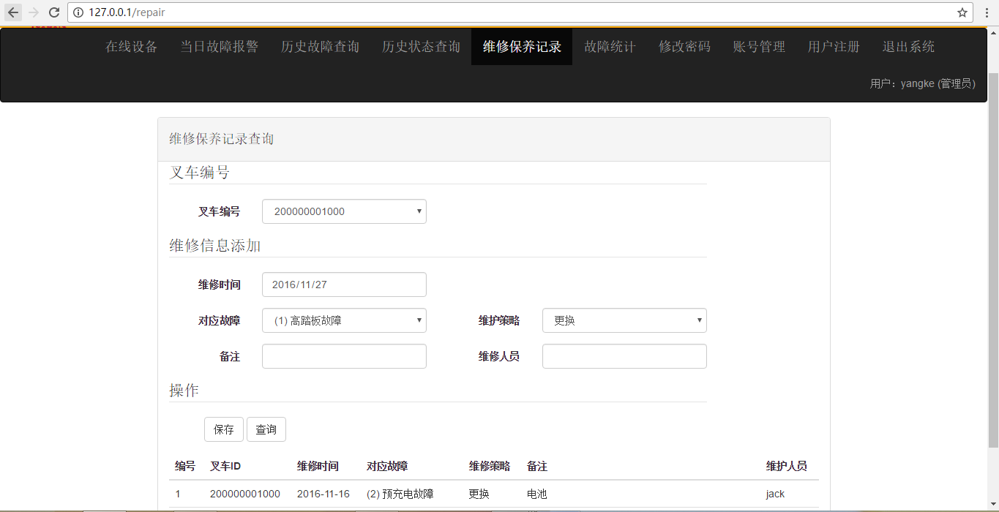 127.0.0.1/repair
在线设备 当日故障报警 历史故障查询 历史状态查询 维修保养记录 故障统计 修改密码 账号管理 用户注册 退出系统
用户：yangke (管理员)
维修保养记录查询
叉车编号
叉车编号 200000001000
维修信息添加
维修时间 2016/11/27
对应故障 (1) 高踏板故障 维护策略 更换
备注 维修人员
操作
保存 查询
编号 叉车ID 维修时间 对应故障 维修策略 备注 维护人员
1 200000001000 2016-11-16 (2) 预充电故障 更换 电池 jack